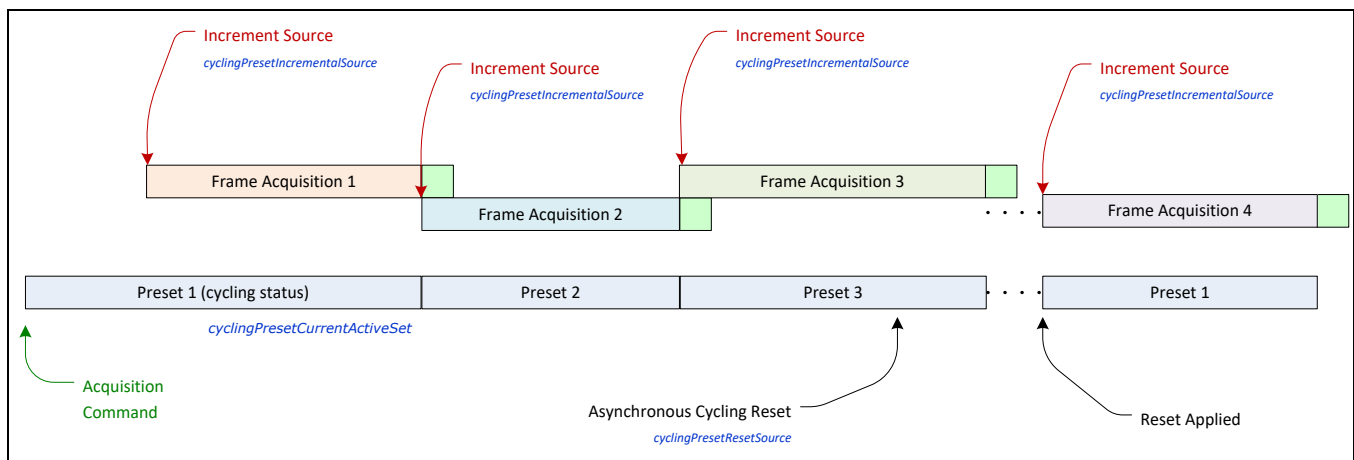 Increment Source
cyclingPresetIncrementalSource
Increment Source
cyclingPresetIncrementalSource
Increment Source
cyclingPresetIncrementalSource
Increment Source
cyclingPresetIncrementalSource
Frame Acquisition 1
Frame Acquisition 2
Frame Acquisition 3
. . . .
Frame Acquisition 4
Preset 1 (cycling status)
Preset 2
Preset 3
. . . .
Preset 1
cyclingPresetCurrentActiveSet
Acquisition
Command
Asynchronous Cycling Reset
cyclingPresetResetSource
Reset Applied